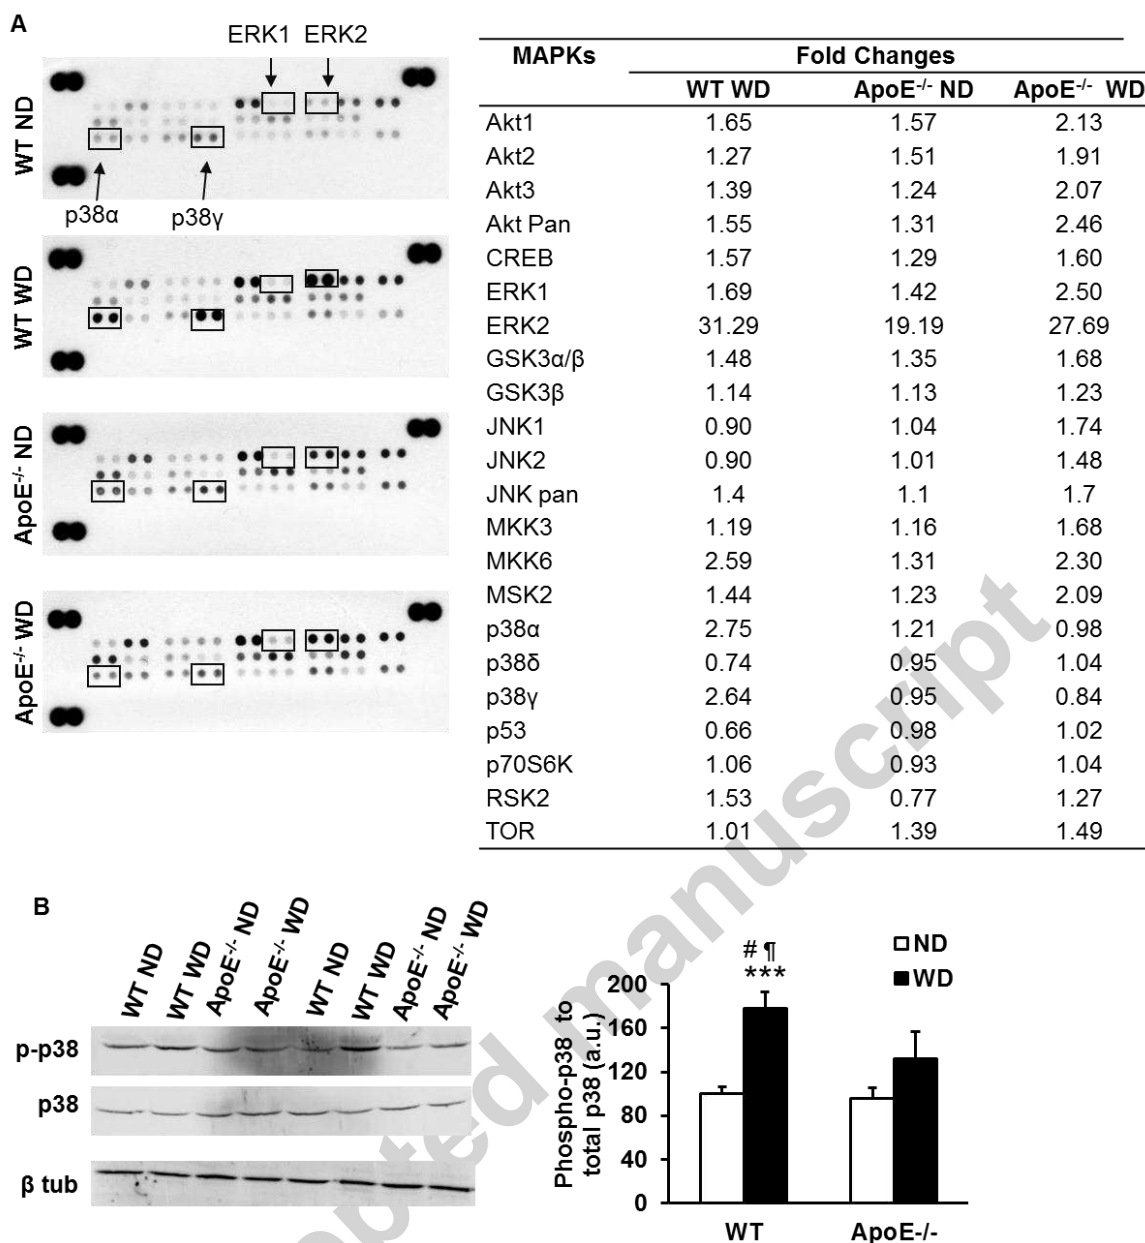 A
ERK1 ERK2
WT ND
p38α p38γ
WT WD
ApoE-/- ND
ApoE-/- WD
MAPKs Fold Changes
WT WD ApoE-/- ND ApoE-/- WD
Akt1 1.65 1.57 2.13
Akt2 1.27 1.51 1.91
Akt3 1.39 1.24 2.07
Akt Pan 1.55 1.31 2.46
CREB 1.57 1.29 1.60
ERK1 1.69 1.42 2.50
ERK2 31.29 19.19 27.69
GSK3α/β 1.48 1.35 1.68
GSK3β 1.14 1.13 1.23
JNK1 0.90 1.04 1.74
JNK2 0.90 1.01 1.48
JNK pan 1.4 1.1 1.7
MKK3 1.19 1.16 1.68
MKK6 2.59 1.31 2.30
MSK2 1.44 1.23 2.09
p38α 2.75 1.21 0.98
p38δ 0.74 0.95 1.04
p38γ 2.64 0.95 0.84
p53 0.66 0.98 1.02
p70S6K 1.06 0.93 1.04
RSK2 1.53 0.77 1.27
TOR 1.01 1.39 1.49
B
WT ND WT WD ApoE-/- ND ApoE-/- WD WT ND WT WD ApoE-/- ND ApoE-/- WD
p-p38
p38
β tub
Phospho-p38 to
total p38 (a.u.)
200
160
120
80
40
0
# ¶
***
ND
WD
WT ApoE-/-
pted manuscript